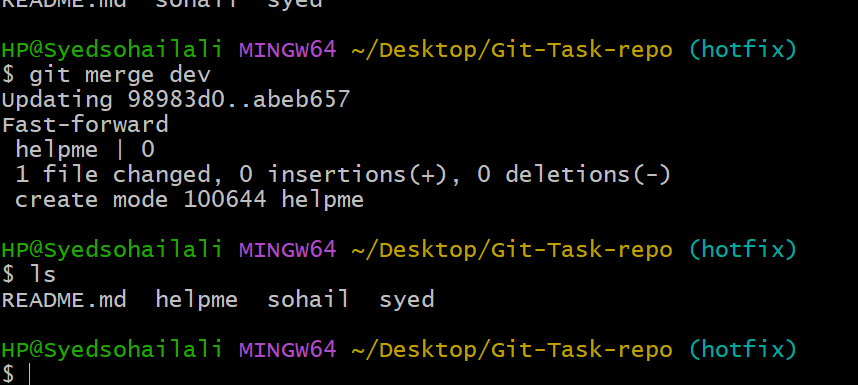 README.md  sohail  syed
HP@Syedsohailali MINGW64 ~/Desktop/Git-Task-repo (hotfix)
$ git merge dev
Updating 98983d0..abeb657
Fast-forward
 helpme | 0
 1 file changed, 0 insertions(+), 0 deletions(-)
 create mode 100644 helpme
HP@Syedsohailali MINGW64 ~/Desktop/Git-Task-repo (hotfix)
$ ls
README.md  helpme  sohail  syed
HP@Syedsohailali MINGW64 ~/Desktop/Git-Task-repo (hotfix)
$